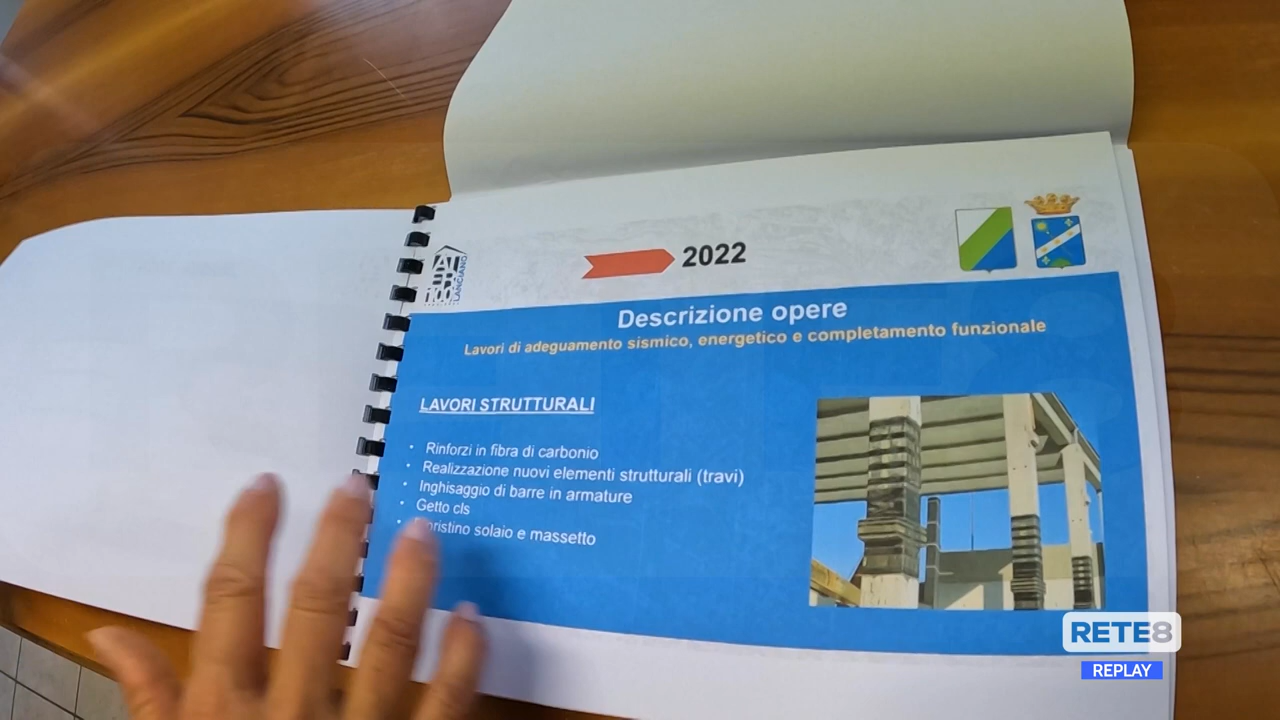 LANCIANO
2022
Descrizione opere
Lavori di adeguamento sismico, energetico e completamento funzionale
LAVORI STRUTTURALI
• Rinforzi in fibra di carbonio
• Realizzazione nuovi elementi strutturali (travi)
• Inghisaggio di barre in armature
• Getto cls
• solaio e massetto
RETE8
REPLAY